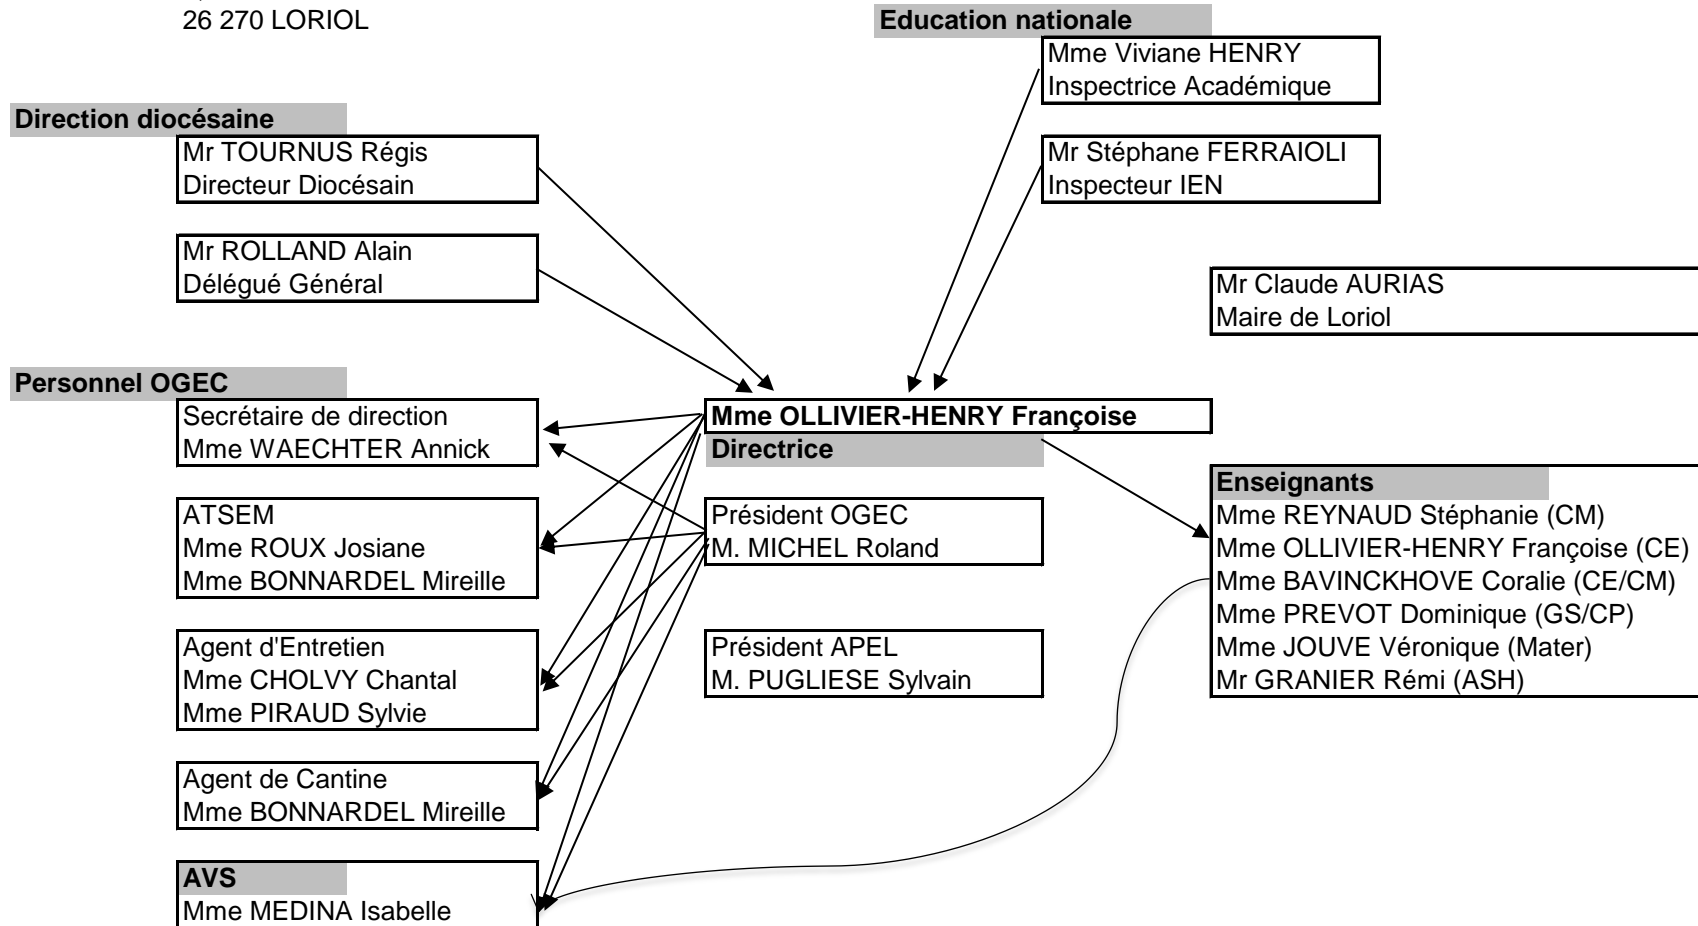 26 270 LORIOL
Education nationale
Mme Viviane HENRY
Inspectrice Académique
Direction diocésaine
Mr TOURNUS Régis
Directeur Diocésain
Mr Stéphane FERRAIOLI
Inspecteur IEN
Mr ROLLAND Alain
Délégué Général
Mr Claude AURIAS
Maire de Loriol
Personnel OGEC
Secrétaire de direction
Mme WAECHTER Annick
Mme OLLIVIER-HENRY Françoise
Directrice
Enseignants
Mme REYNAUD Stéphanie (CM)
Mme OLLIVIER-HENRY Françoise (CE)
Mme BAVINCKHOVE Coralie (CE/CM)
Mme PREVOT Dominique (GS/CP)
Mme JOUVE Véronique (Mater)
Mr GRANIER Rémi (ASH)
ATSEM
Mme ROUX Josiane
Mme BONNARDEL Mireille
Président OGEC
M. MICHEL Roland
Agent d'Entretien
Mme CHOLVY Chantal
Mme PIRAUD Sylvie
Président APEL
M. PUGLIESE Sylvain
Agent de Cantine
Mme BONNARDEL Mireille
AVS
Mme MEDINA Isabelle